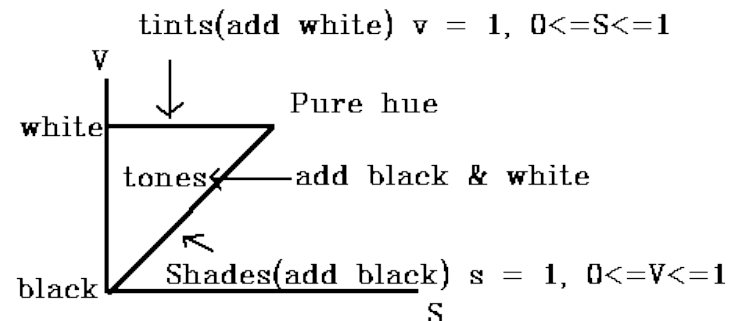 tints(add white) v = 1, 0<=S<=1
V
Pure hue
white
tones
add black & white
Shades(add black) s = 1, 0<=V<=1
black
S